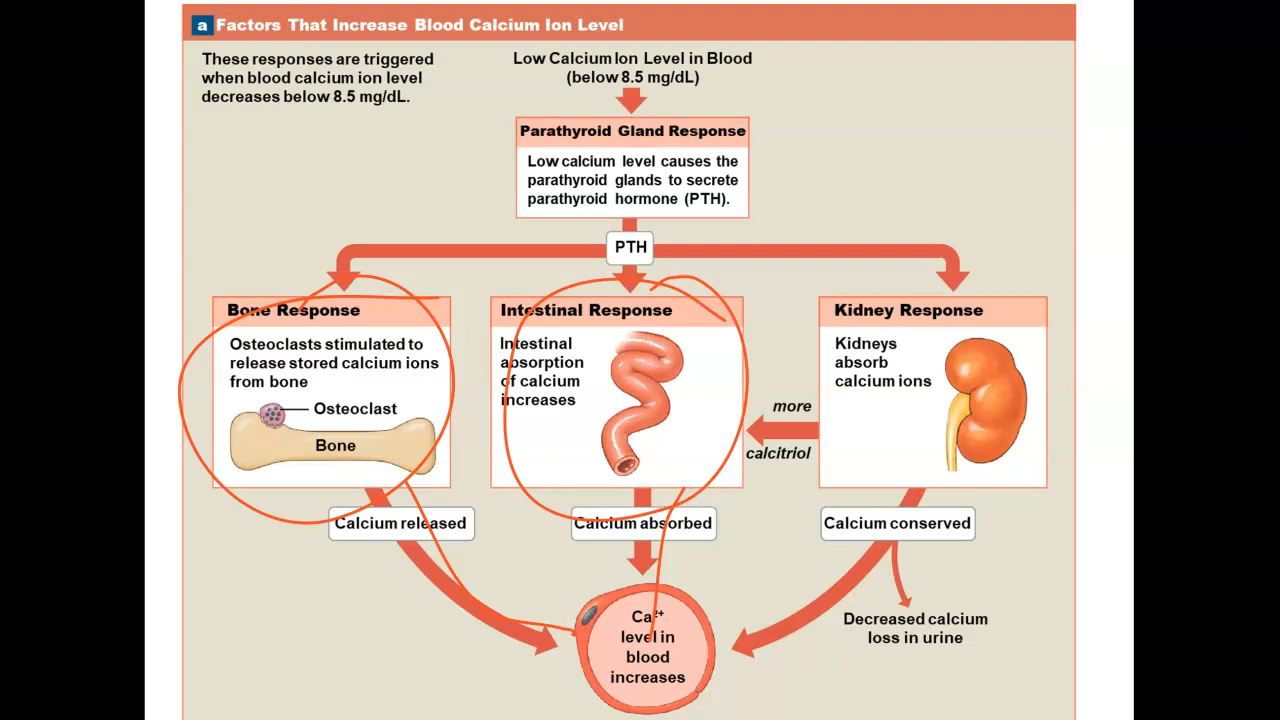 a Factors That Increase Blood Calcium Ion Level
These responses are triggered
when blood calcium ion level
decreases below 8.5 mg/dL.
Low Calcium Ion Level in Blood
(below 8.5 mg/dL)
Parathyroid Gland Response
Low calcium level causes the
parathyroid glands to secrete
parathyroid hormone (PTH).
PTH
Bone Response
Osteoclasts stimulated to
release stored calcium ions
from bone
Osteoclast
Bone
Intestinal Response
Intestinal
absorption
of calcium
increases
more
calcitriol
Kidney Response
Kidneys
absorb
calcium ions
Calcium released
Calcium absorbed
Calcium conserved
Ca²⁺
level in
blood
increases
Decreased calcium
loss in urine